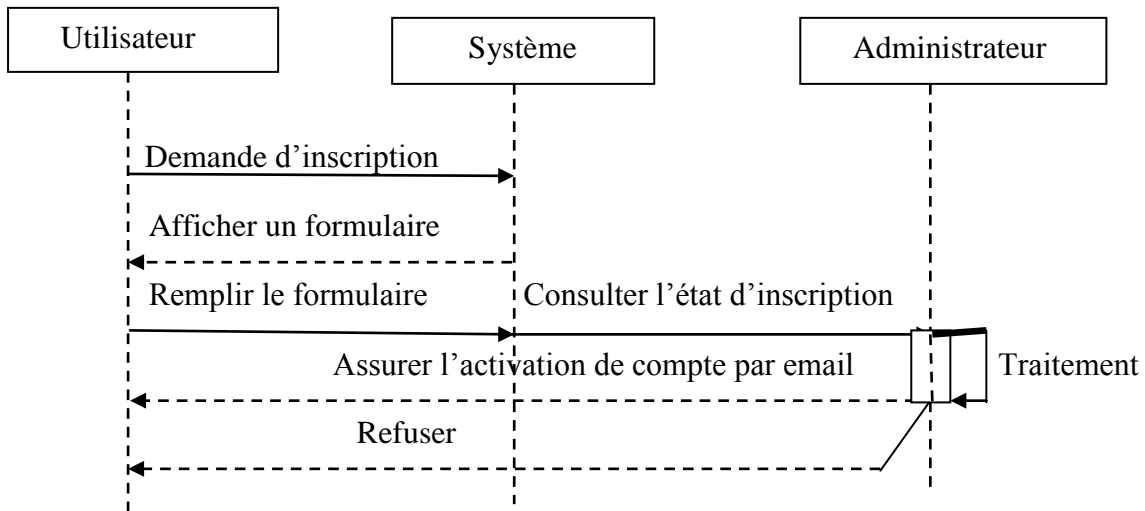 Utilisateur
Système
Administrateur
Demande d’inscription
Afficher un formulaire
Remplir le formulaire
Consulter l’état d’inscription
Assurer l’activation de compte par email
Traitement
Refuser